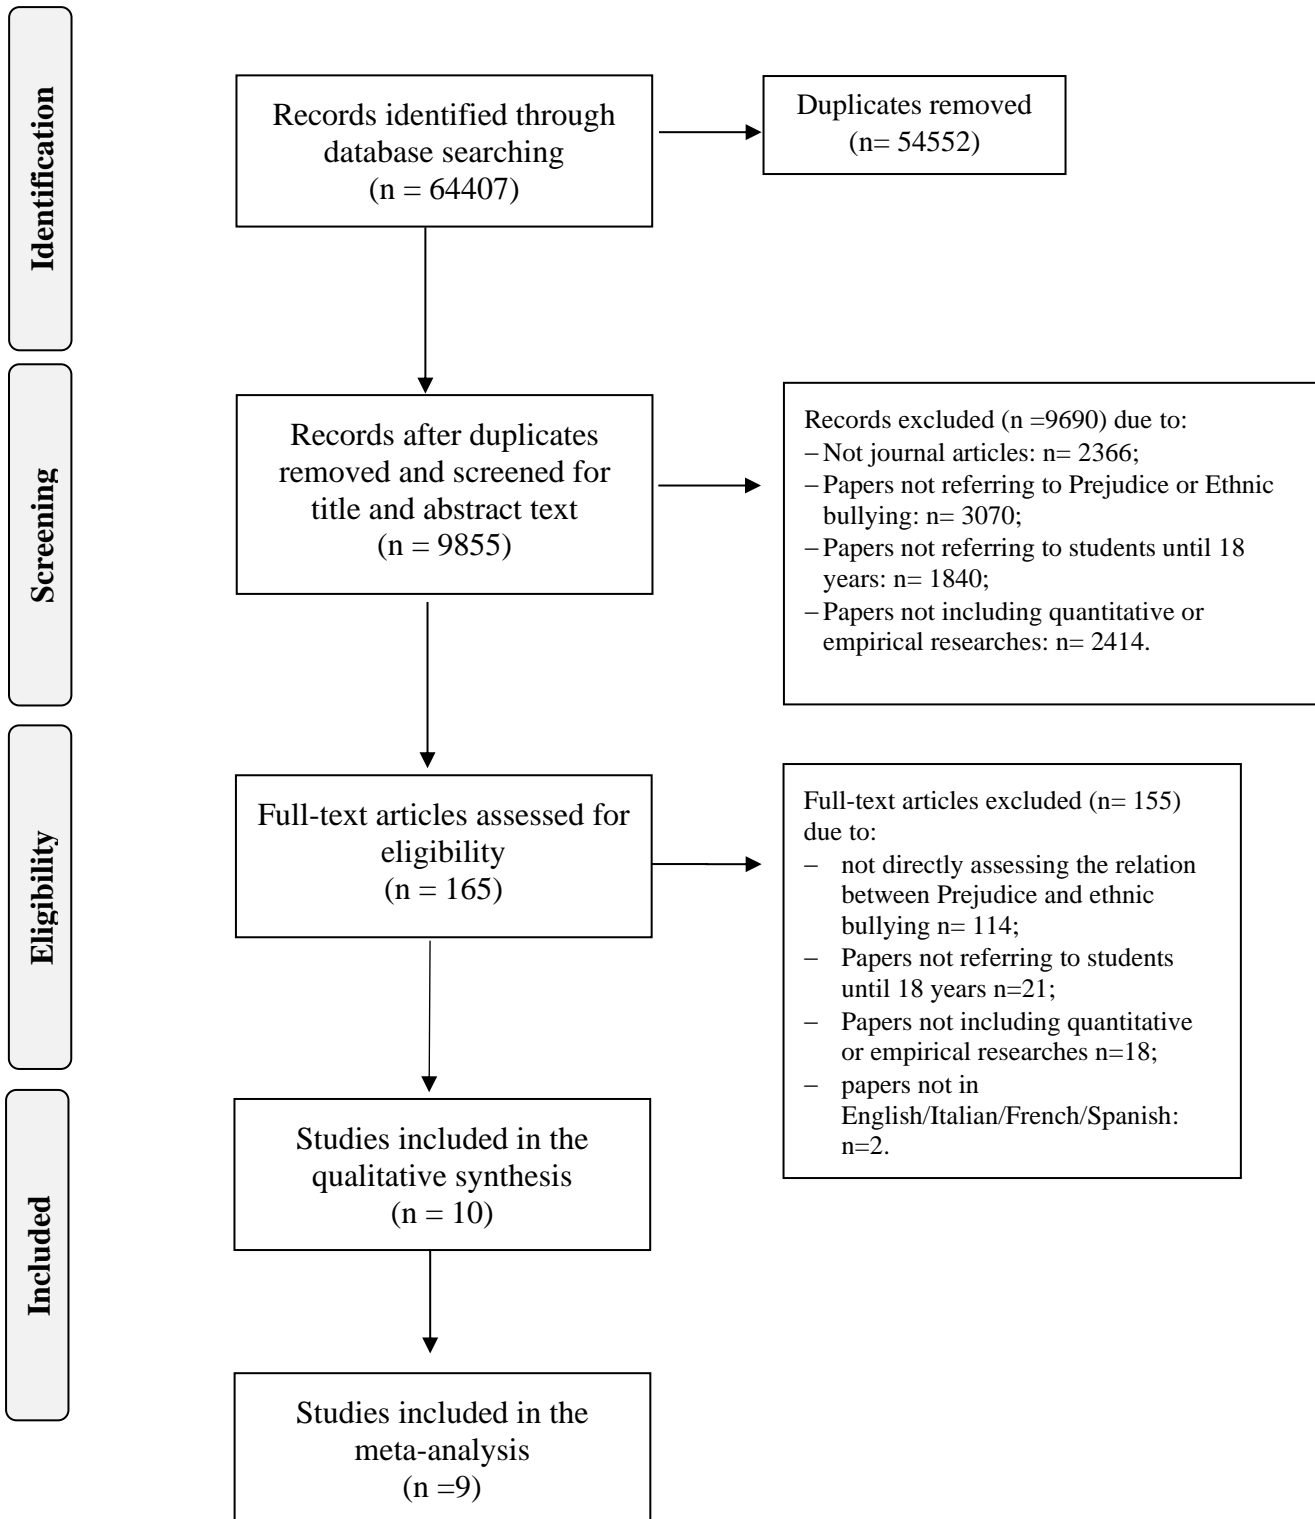 Identification
Records identified through
database searching
(n = 64407)
Duplicates removed
(n= 54552)
Screening
Records after duplicates
removed and screened for
title and abstract text
(n = 9855)
Records excluded (n =9690) due to:
– Not journal articles: n= 2366;
– Papers not referring to Prejudice or Ethnic
bullying: n= 3070;
– Papers not referring to students until 18
years: n= 1840;
– Papers not including quantitative or
empirical researches: n= 2414.
Eligibility
Full-text articles assessed for
eligibility
(n = 165)
Full-text articles excluded (n= 155)
due to:
– not directly assessing the relation
between Prejudice and ethnic
bullying n= 114;
– Papers not referring to students
until 18 years n=21;
– Papers not including quantitative
or empirical researches n=18;
– papers not in
English/Italian/French/Spanish:
n=2.
Included
Studies included in the
qualitative synthesis
(n = 10)
Studies included in the
meta-analysis
(n =9)